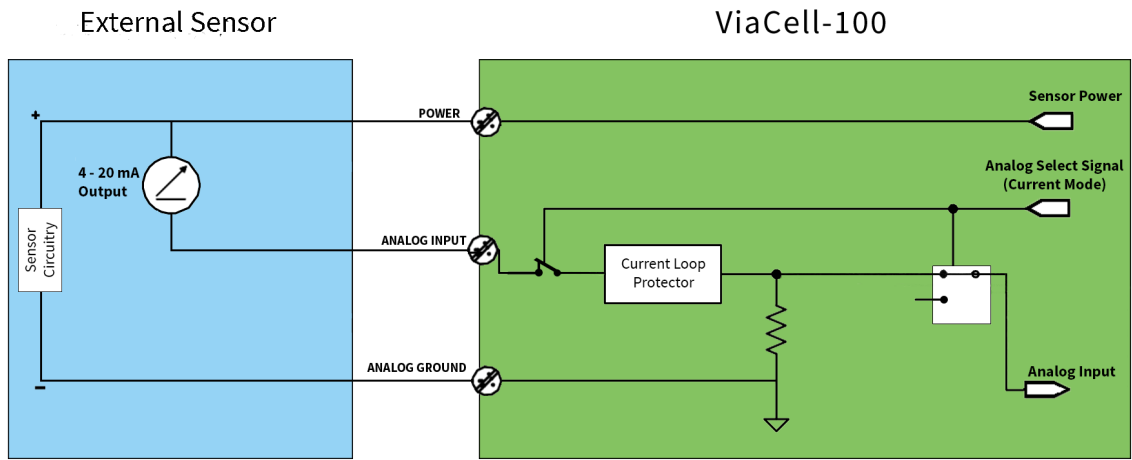 External Sensor
ViaCell-100
+
POWER
Sensor Power
4 - 20 mA
Output
Analog Select Signal
(Current Mode)
Sensor
Circuitry
ANALOG INPUT
Current Loop
Protector
ANALOG GROUND
Analog Input
–